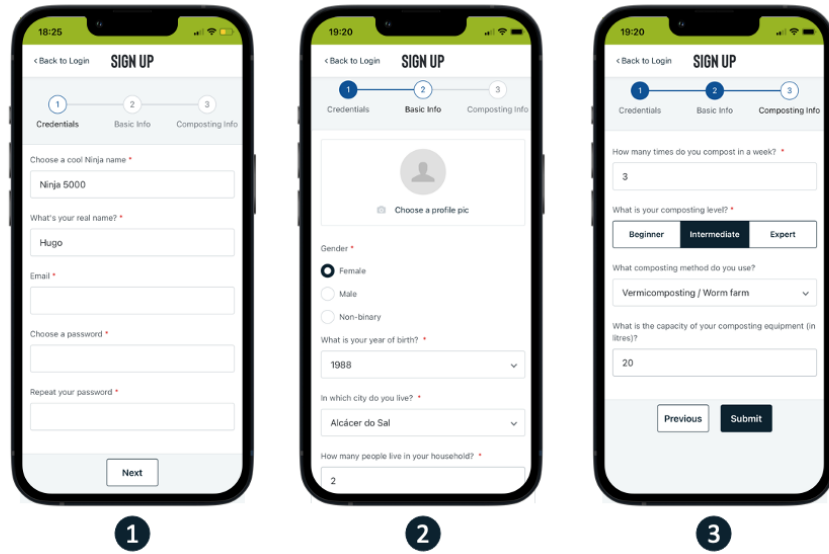 18:25
< Back to Login SIGN UP
1 2 3
Credentials Basic Info Composting Info
Choose a cool Ninja name *
Ninja 5000
What's your real name? *
Hugo
Email *
Choose a password *
Repeat your password *
Next
1
19:20
< Back to Login SIGN UP
1 2 3
Credentials Basic Info Composting Info
Choose a profile pic
Gender *
Female
Male
Non-binary
What is your year of birth? *
1988
In which city do you live? *
Alcácer do Sal
How many people live in your household? *
2
2
19:20
< Back to Login SIGN UP
1 2 3
Credentials Basic Info Composting Info
How many times do you compost in a week? *
3
What is your composting level? *
Beginner Intermediate Expert
What composting method do you use?
Vermicomposting / Worm farm
What is the capacity of your composting equipment (in
litres)?
20
Previous Submit
3